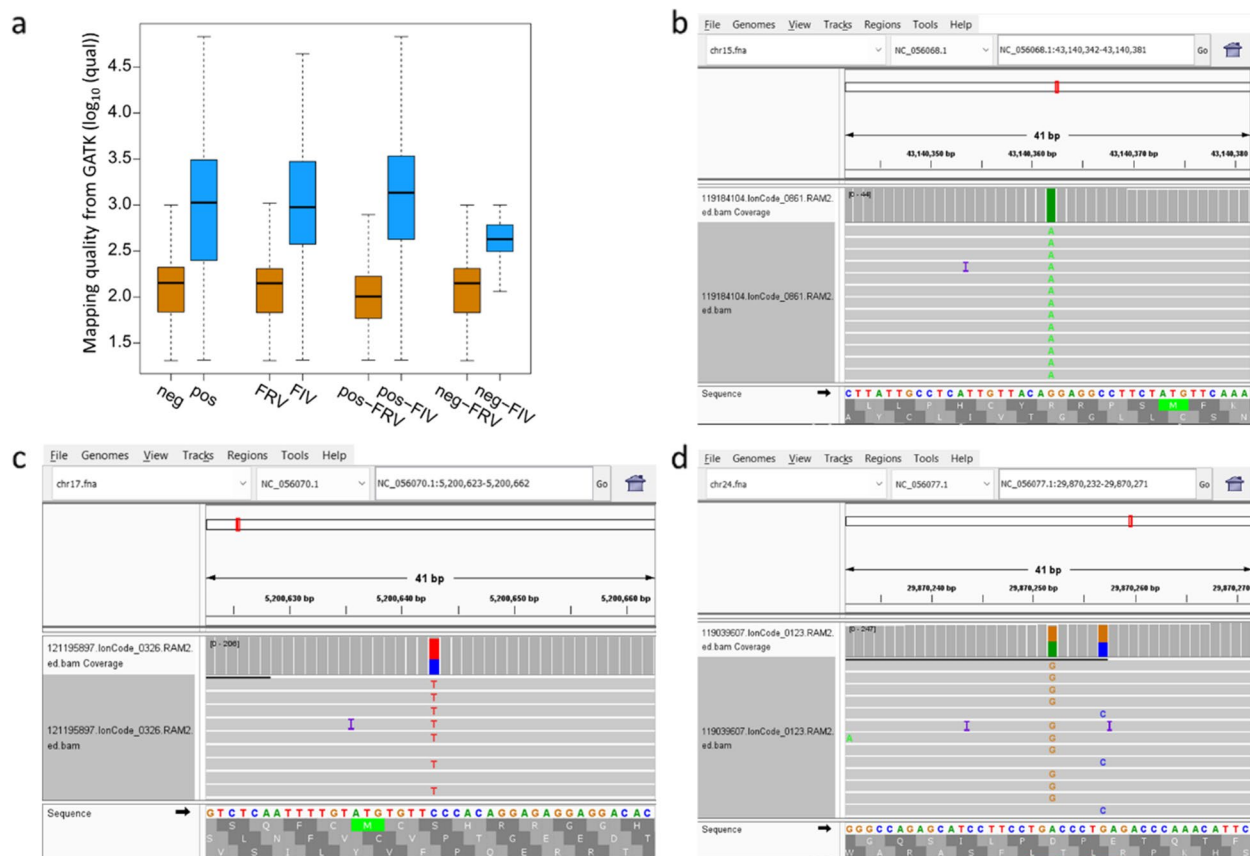 a
Mapping quality from GATK (log10 (qual))
4.5
4.0
3.5
3.0
2.5
2.0
1.5
neg
pos
FRV
FIV
pos-FRV
pos-FIV
neg-FRV
neg-FIV
b
File Genomes View Tracks Regions Tools Help
chr15.fna NC_056068.1 NC_056068.1:43,140,342-43,140,381 Go
41 bp
43,140,350 bp 43,140,360 bp 43,140,370 bp 43,140,380
119184104.IonCode_0861.RAM2.
ed.bam Coverage
[0 - 44]
A
A
A
I A
A
A
A
A
A
A
A
A
119184104.IonCode_0861.RAM2.
ed.bam
Sequence
C T T A T T G C C T C A T T G T T A C A G G A G G C C T T C T A T G T T C A A A
L L P H C Y R R P S M F K
A Y C L I V T G G L L C S N
c
File Genomes View Tracks Regions Tools Help
chr17.fna NC_056070.1 NC_056070.1:5,200,623-5,200,662 Go
41 bp
5,200,630 bp 5,200,640 bp 5,200,650 bp 5,200,660 bp
121195897.IonCode_0326.RAM2.
ed.bam Coverage
[0 - 206]
T
T
T
I T
T
T
T
121195897.IonCode_0326.RAM2.
ed.bam
Sequence
G T C T C A A T T T T G T A T G T G T T C C C A C A G G A G A G G A G G A C A C
S Q F C M C S H R R G G H
S L N F V C V P T G E E D T
V S I L Y V F P Q E R R T
d
File Genomes View Tracks Regions Tools Help
chr24.fna NC_056077.1 NC_056077.1:29,870,232-29,870,271 Go
41 bp
29,870,240 bp 29,870,250 bp 29,870,260 bp 29,870,270
119039607.IonCode_0123.RAM2.
ed.bam Coverage
[0 - 247]
G
G
G
G
C
I G I
A G
G C
G
G
G
C
119039607.IonCode_0123.RAM2.
ed.bam
Sequence
G G G C C A G A G C A T C C T T C C T G A C C C T G A G A C C C A A A C A T T C
G Q S I L P D P E T Q T F
W A R A S F L T L R P K H S